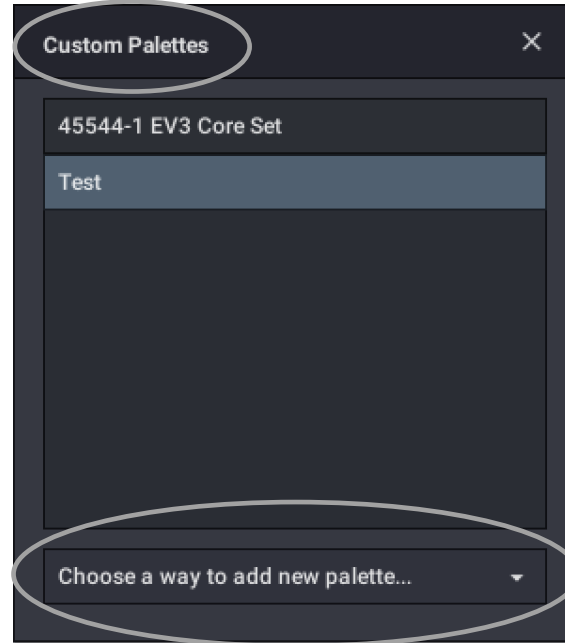 Custom Palettes
45544-1 EV3 Core Set
Test
Choose a way to add new palette...